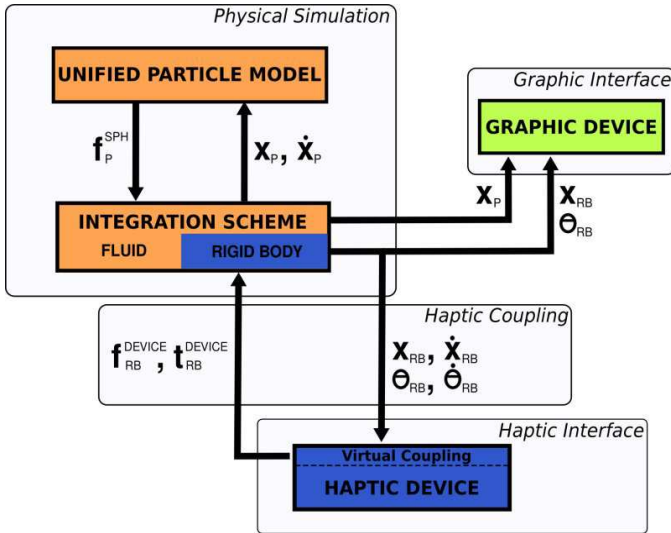 Physical Simulation
UNIFIED PARTICLE MODEL
Graphic Interface
GRAPHIC DEVICE
f_P^SPH
x_P, ẋ_P
INTEGRATION SCHEME
FLUID
RIGID BODY
x_P
x_RB
Θ_RB
Haptic Coupling
f_RB^DEVICE , t_RB^DEVICE
x_RB, ẋ_RB
Θ_RB, Θ̇_RB
Haptic Interface
Virtual Coupling
HAPTIC DEVICE